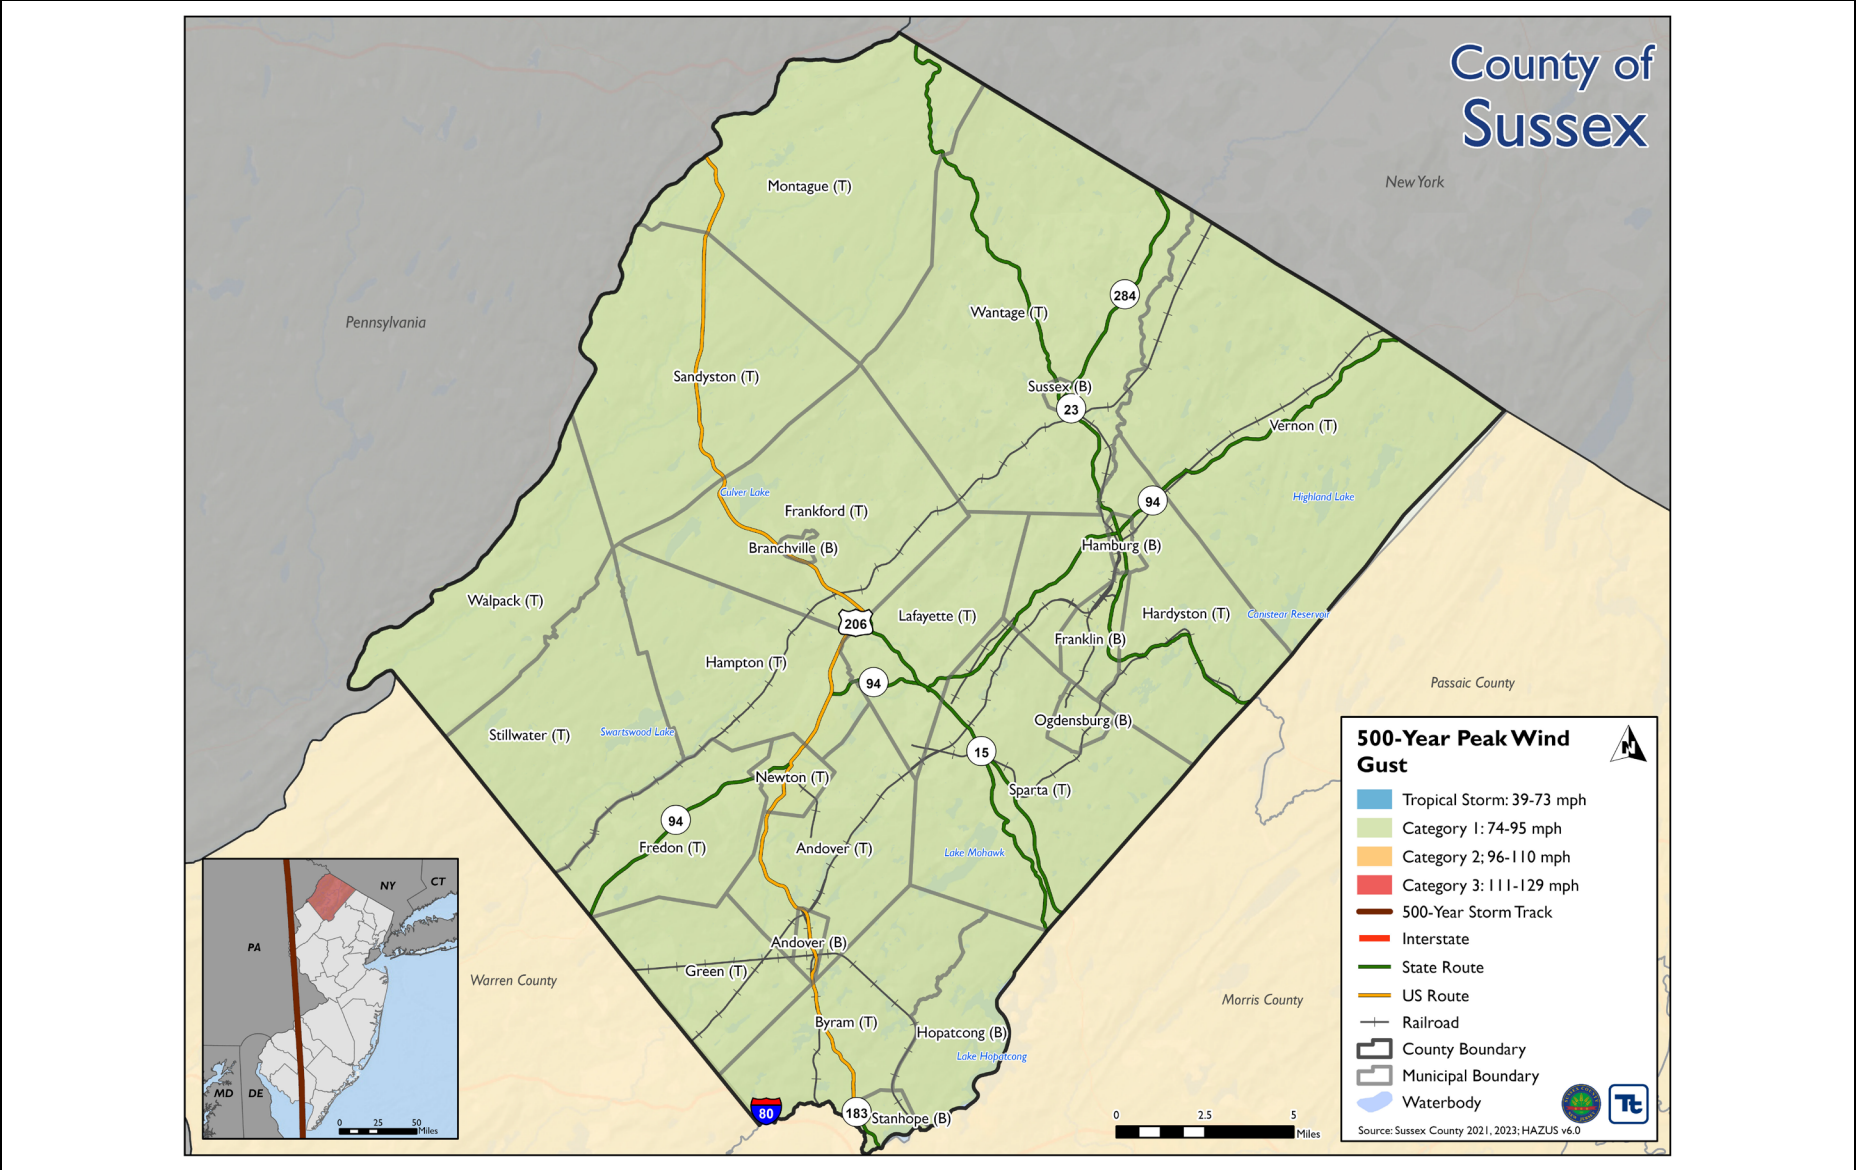 County of
Sussex
New York
Montague (T)
284
Wantage (T)
Pennsylvania
Sandyston (T)
Sussex (B)
23
Vernon (T)
Culver Lake
Highland Lake
94
Frankford (T)
Branchville (B)
Hamburg (B)
Walpack (T)
Lafayette (T)
Hardyston (T)
Canistear Reservoir
206
Franklin (B)
Hampton (T)
94
Passaic County
Ogdensburg (B)
Stillwater (T)
Swartswood Lake
15
Newton (T)
Sparta (T)
94
Fredon (T)
Andover (T)
Lake Mohawk
Andover (B)
Green (T)
Warren County
Morris County
Byram (T)
Hopatcong (B)
Lake Hopatcong
80
183
Stanhope (B)
NY
CT
PA
MD
DE
0 25 50
Miles
0 2.5 5
Miles
500-Year Peak Wind
Gust
N
Tropical Storm: 39-73 mph
Category 1: 74-95 mph
Category 2; 96-110 mph
Category 3: 111-129 mph
500-Year Storm Track
Interstate
State Route
US Route
Railroad
County Boundary
Municipal Boundary
Waterbody
Tt
Source: Sussex County 2021, 2023; HAZUS v6.0